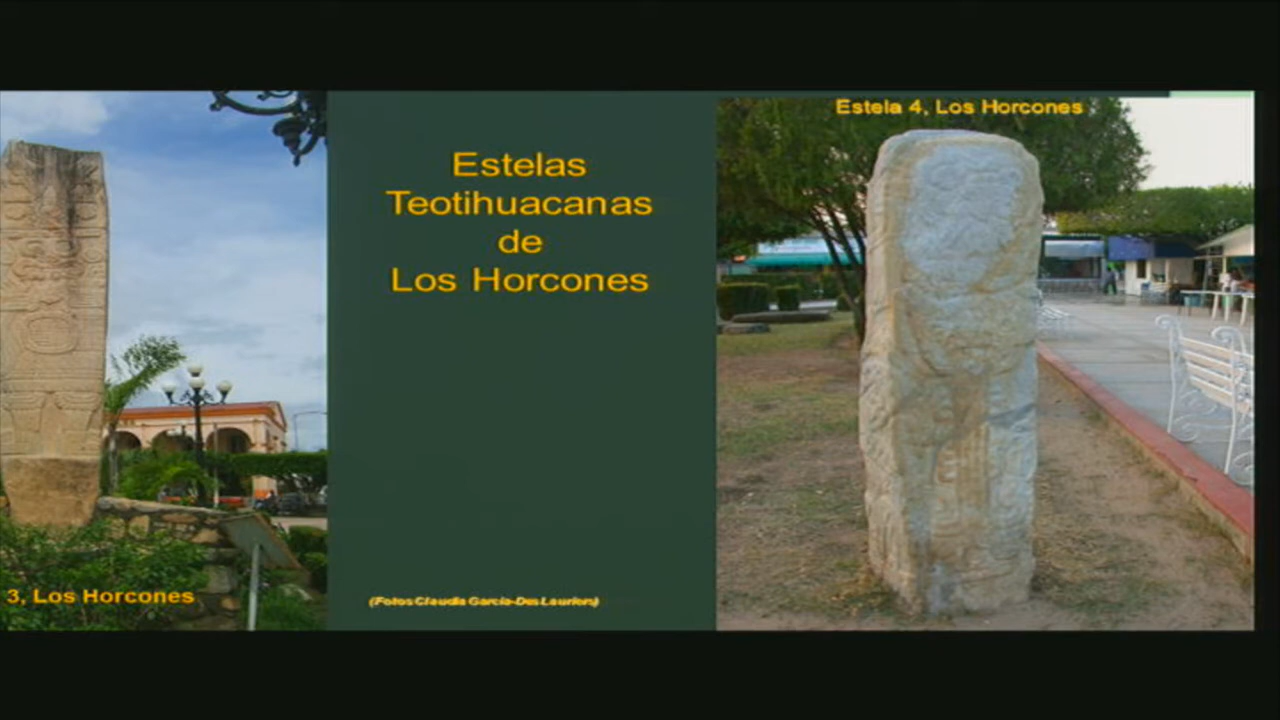 Estela 4, Los Horcones
Estelas
Teotihuacanas
de
Los Horcones
3, Los Horcones
(Fotos Claudia García-Des Lauriers)